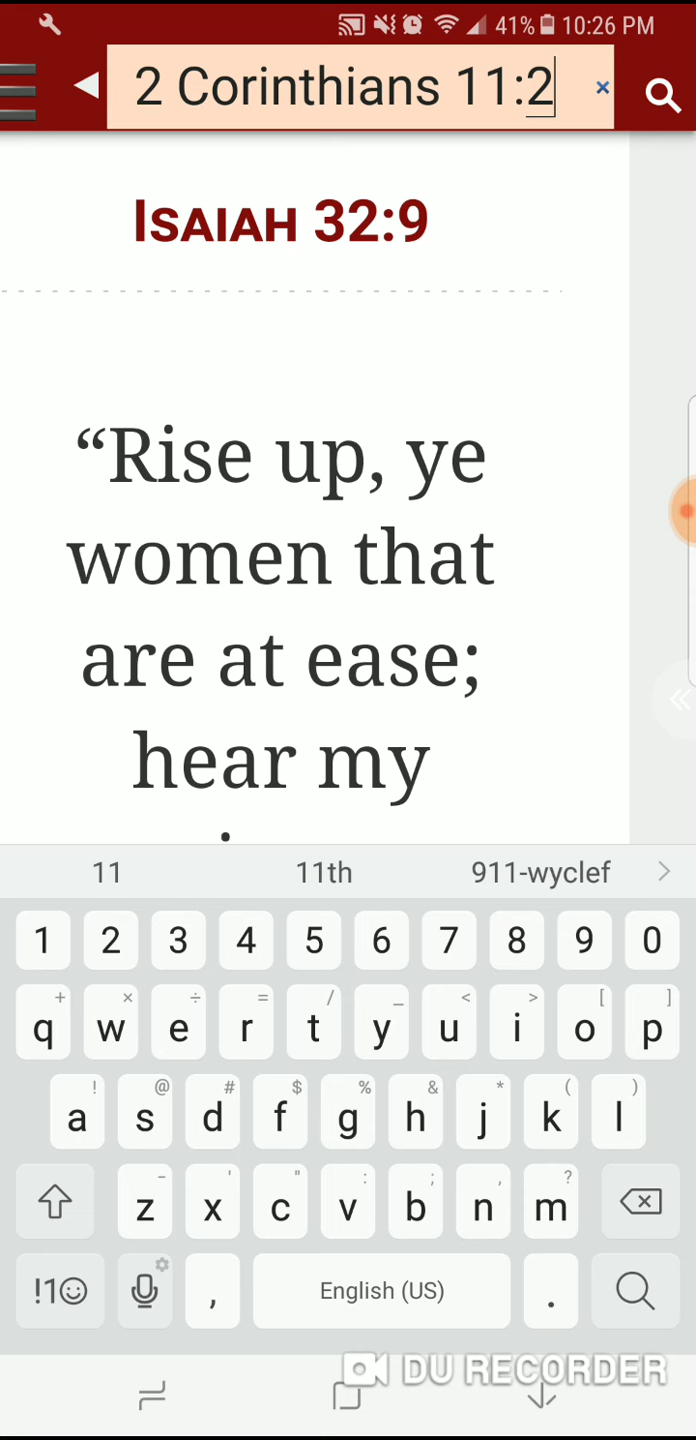 41% 10:26 PM
2 Corinthians 11:2 ×
ISAIAH 32:9
“Rise up, ye
women that
are at ease;
hear my
11 11th 911-wyclef >
1 2 3 4 5 6 7 8 9 0
+ × ÷ = / _ < > [ ]
q w e r t y u i o p
! @ # $ % & * ( )
a s d f g h j k l
- ' " : ; , ?
z x c v b n m
!1☺ , English (US) .
DU RECORDER